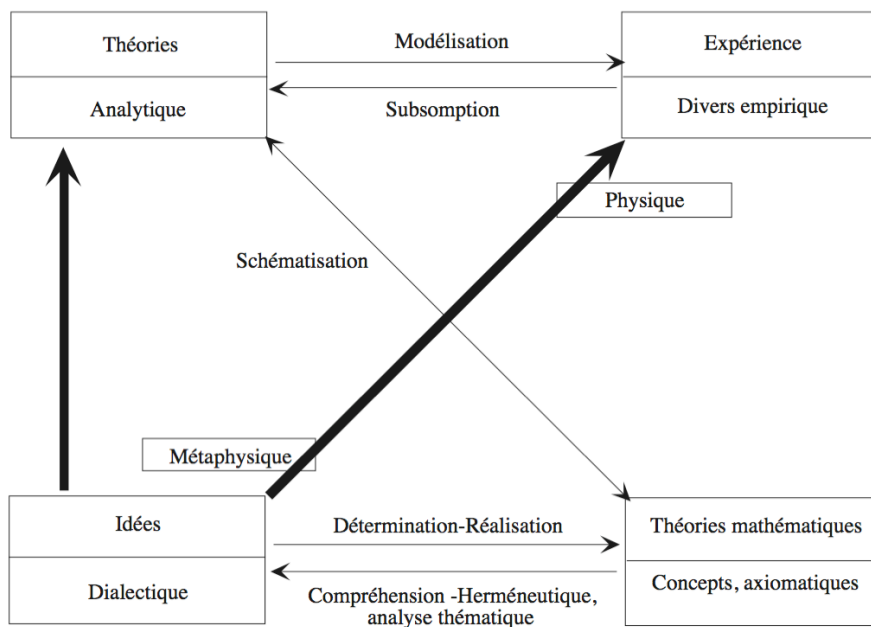 Théories
Modélisation
Expérience
Analytique
Subsomption
Divers empirique
Physique
Schématisation
Métaphysique
Idées
Détermination-Réalisation
Théories mathématiques
Dialectique
Compréhension -Herméneutique,
analyse thématique
Concepts, axiomatiques